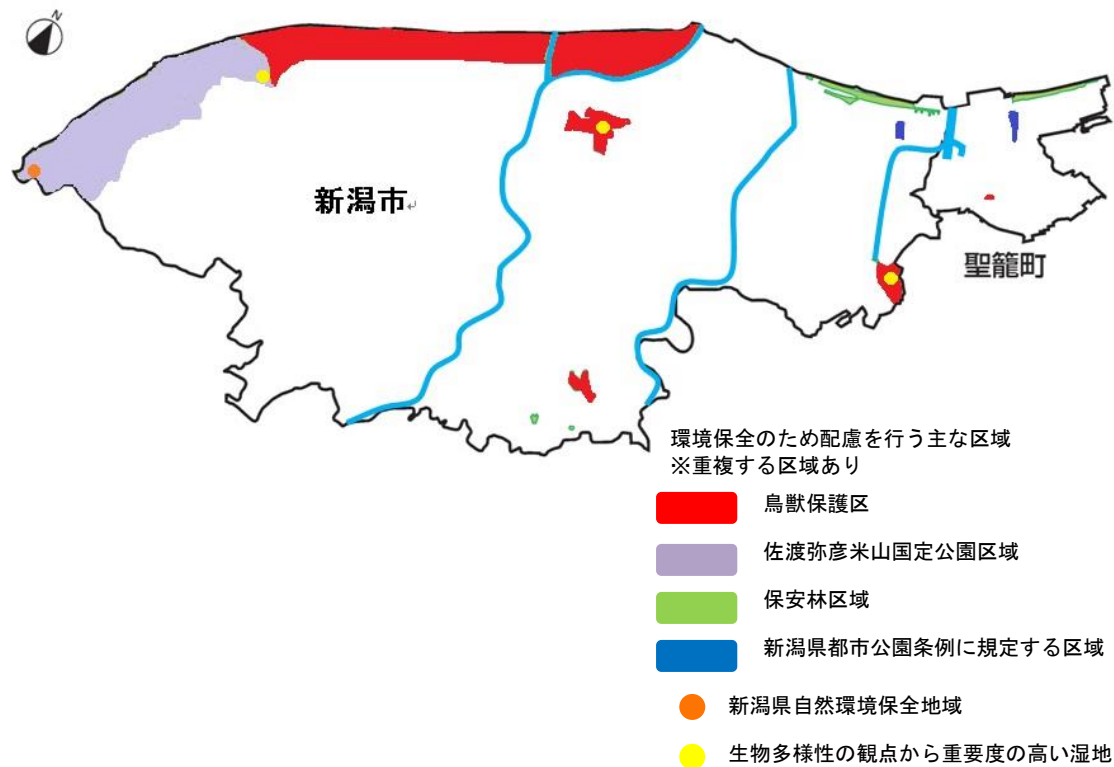 N
新潟市
聖籠町
環境保全のため配慮を行う主な区域
※重複する区域あり
鳥獣保護区
佐渡弥彦米山国定公園区域
保安林区域
新潟県都市公園条例に規定する区域
新潟県自然環境保全地域
生物多様性の観点から重要度の高い湿地